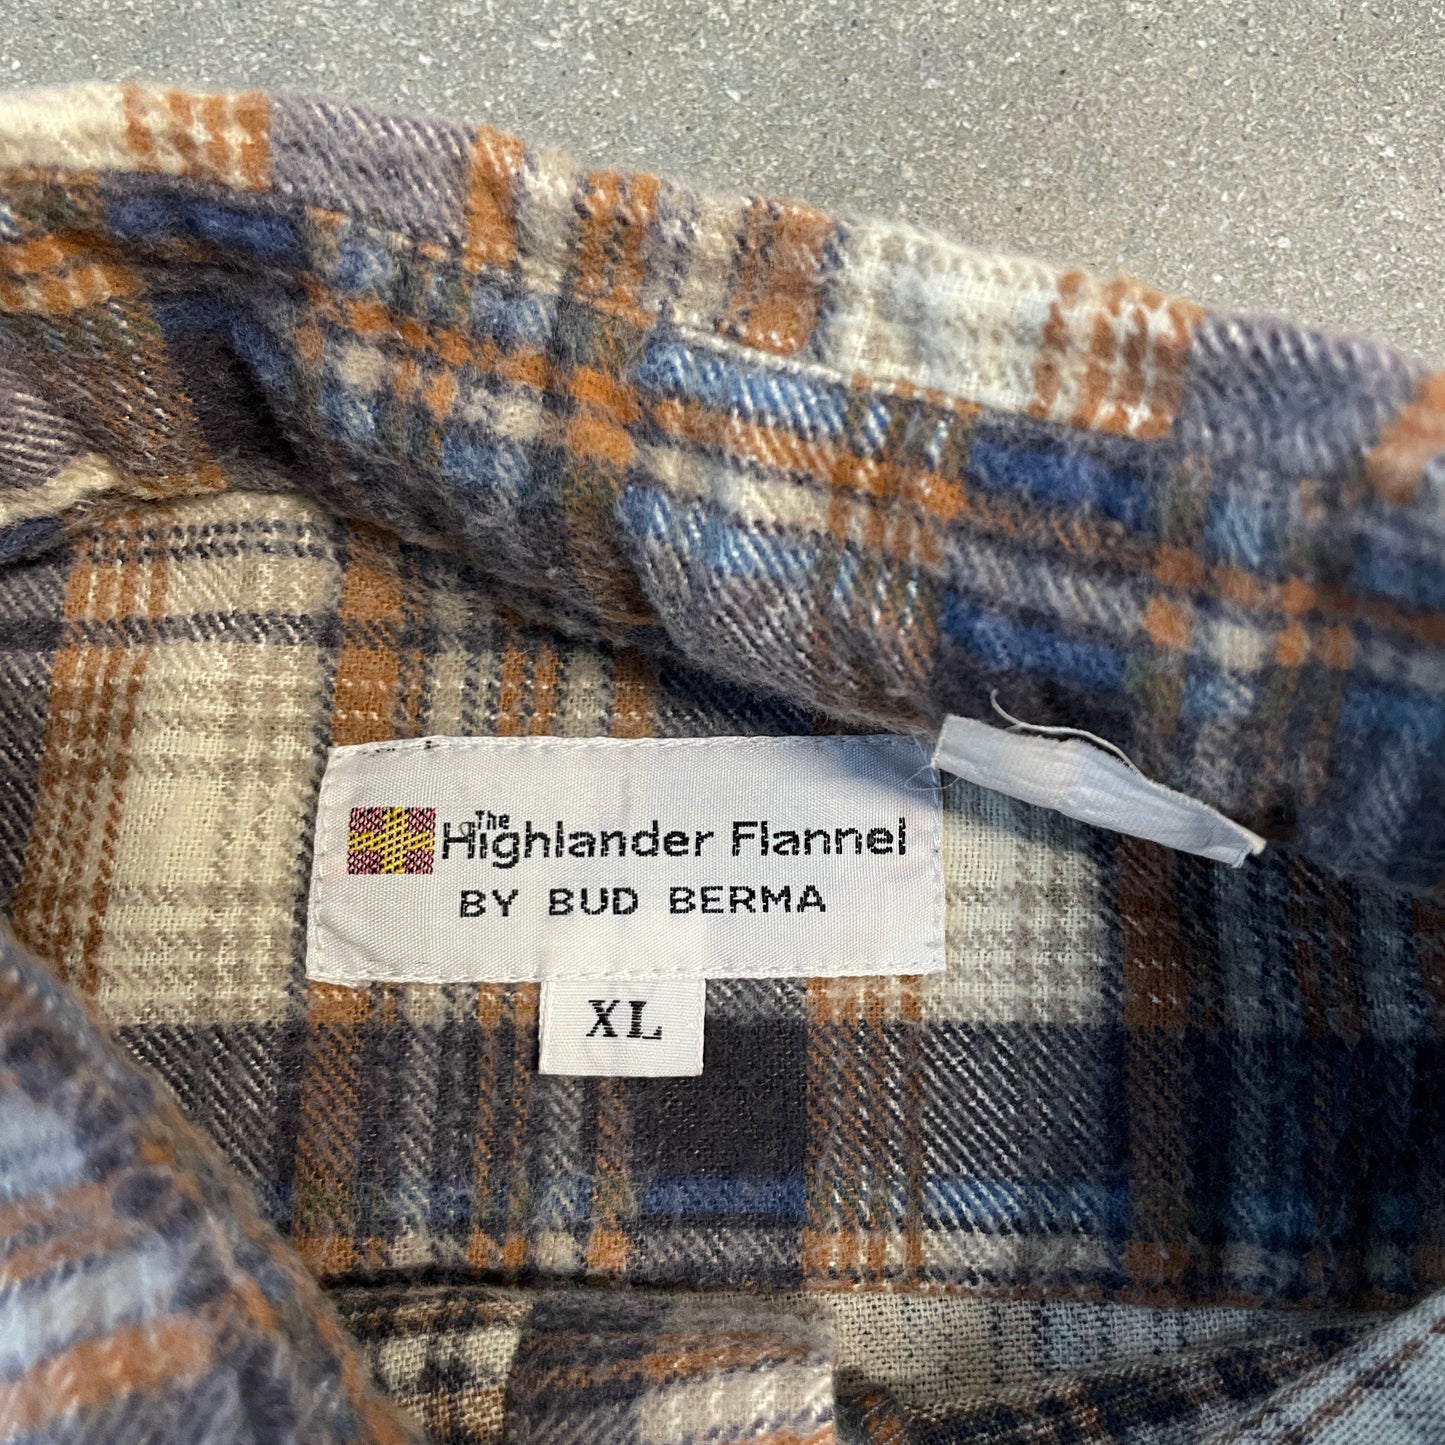 The
Highlander Flannel
BY BUD BERMA
XL